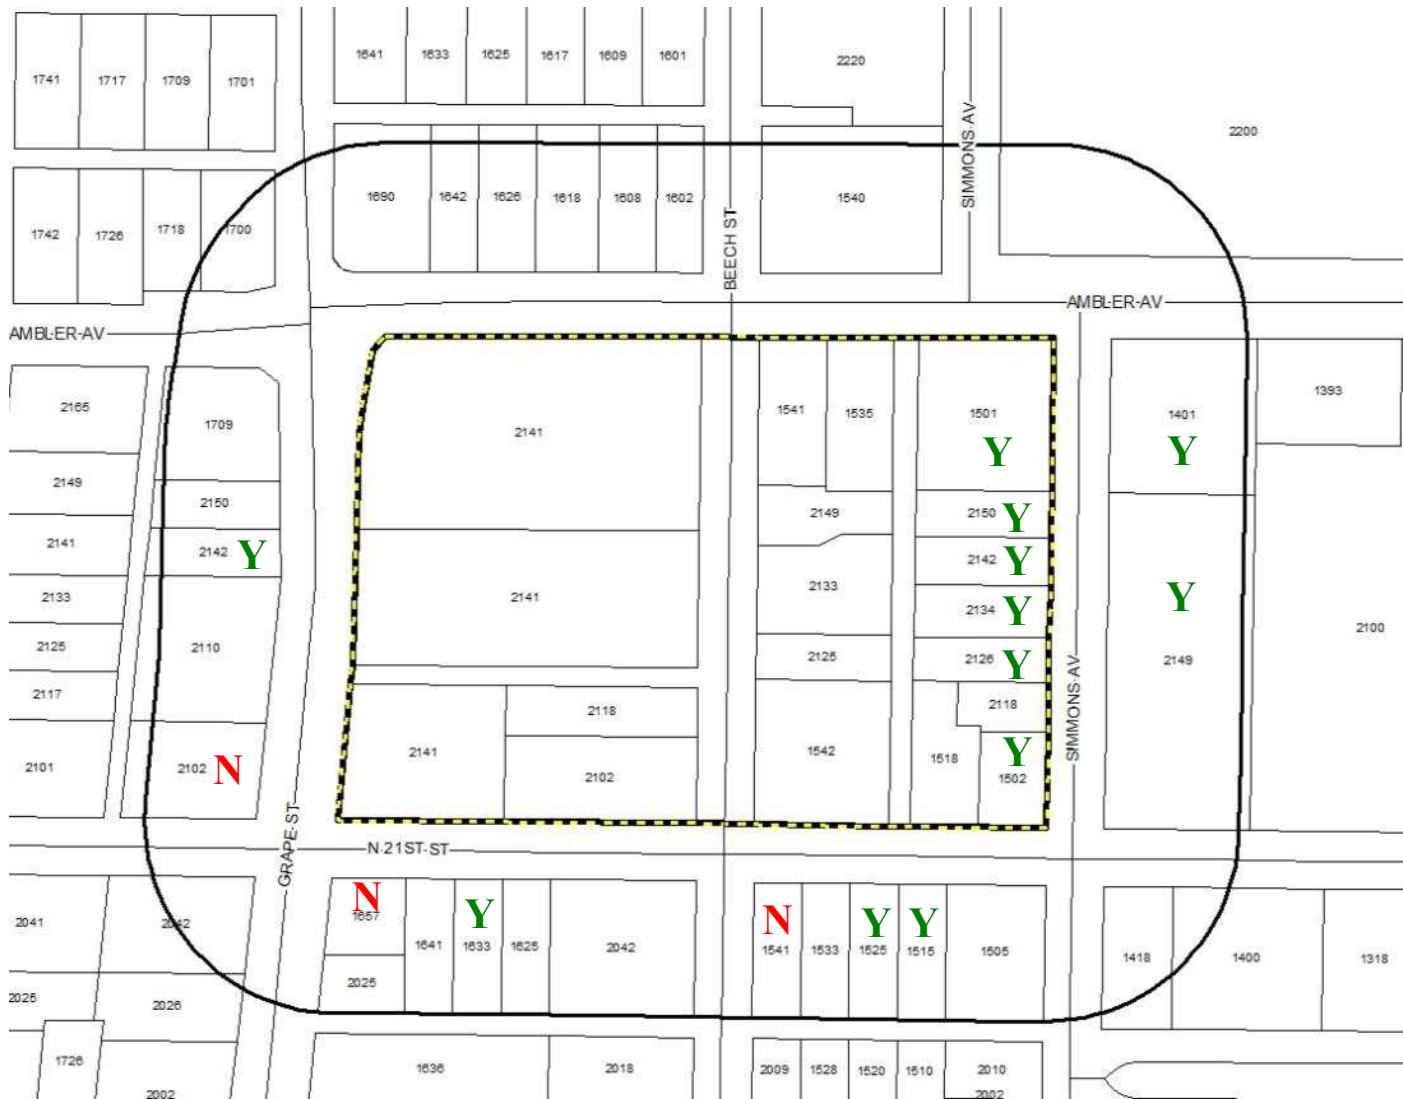 1641 1633 1625 1617 1609 1601
2220
1741 1717 1709 1701
2200
SIMMONS AV
1690 1642 1626 1618 1608 1602
1540
1742 1726 1718 1700
BEECH ST
AMBLER AV
AMBLER AV
2165
1709
2141
1541 1535 1501
1401
1393
Y
Y
2149
2150
2149
2150 Y
2141
2142 Y
2142 Y
2133
2141
2133
2134 Y
Y
2125
2110
2125
2126 Y
2149
2100
2117
2118
2118
SIMMONS AV
2101
2102 N
2141
2102
1542
1518
Y
1502
GRAPE ST
N 21ST ST
N
1657
Y
N
Y
Y
2041
2042
1641 1633 1625
2042
1541 1533 1525 1515 1505
1418 1400 1318
2025
2026
2025
1726
1636
2018
2009 1528 1520 1510 2010
2002
2002